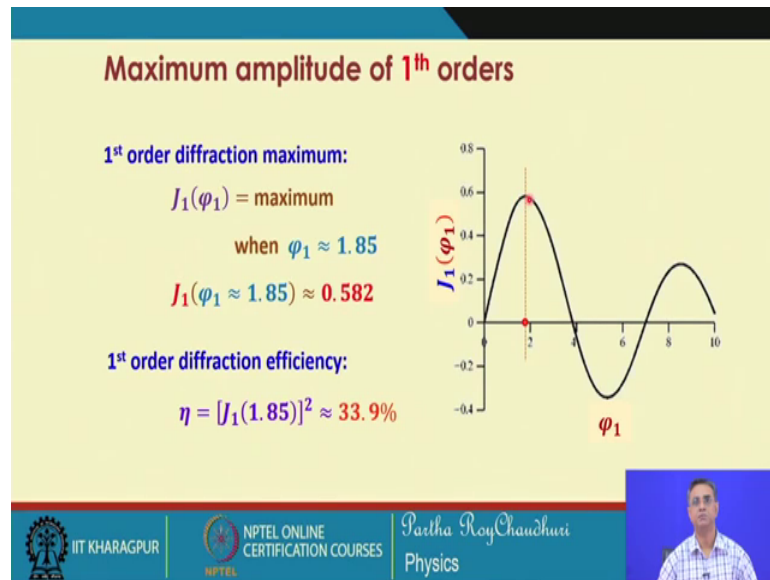 Maximum amplitude of 1th orders
1st order diffraction maximum:
J₁(φ₁) = maximum
when φ₁ ≈ 1.85
J₁(φ₁ ≈ 1.85) ≈ 0.582
1st order diffraction efficiency:
η = [J₁(1.85)]² ≈ 33.9%
J₁(φ₁)
0.8
0.6
0.4
0.2
0
−0.2
−0.4
0 2 4 6 8 10
φ₁
IIT KHARAGPUR
NPTEL
NPTEL ONLINE
CERTIFICATION COURSES
Partha RoyChaudhuri
Physics